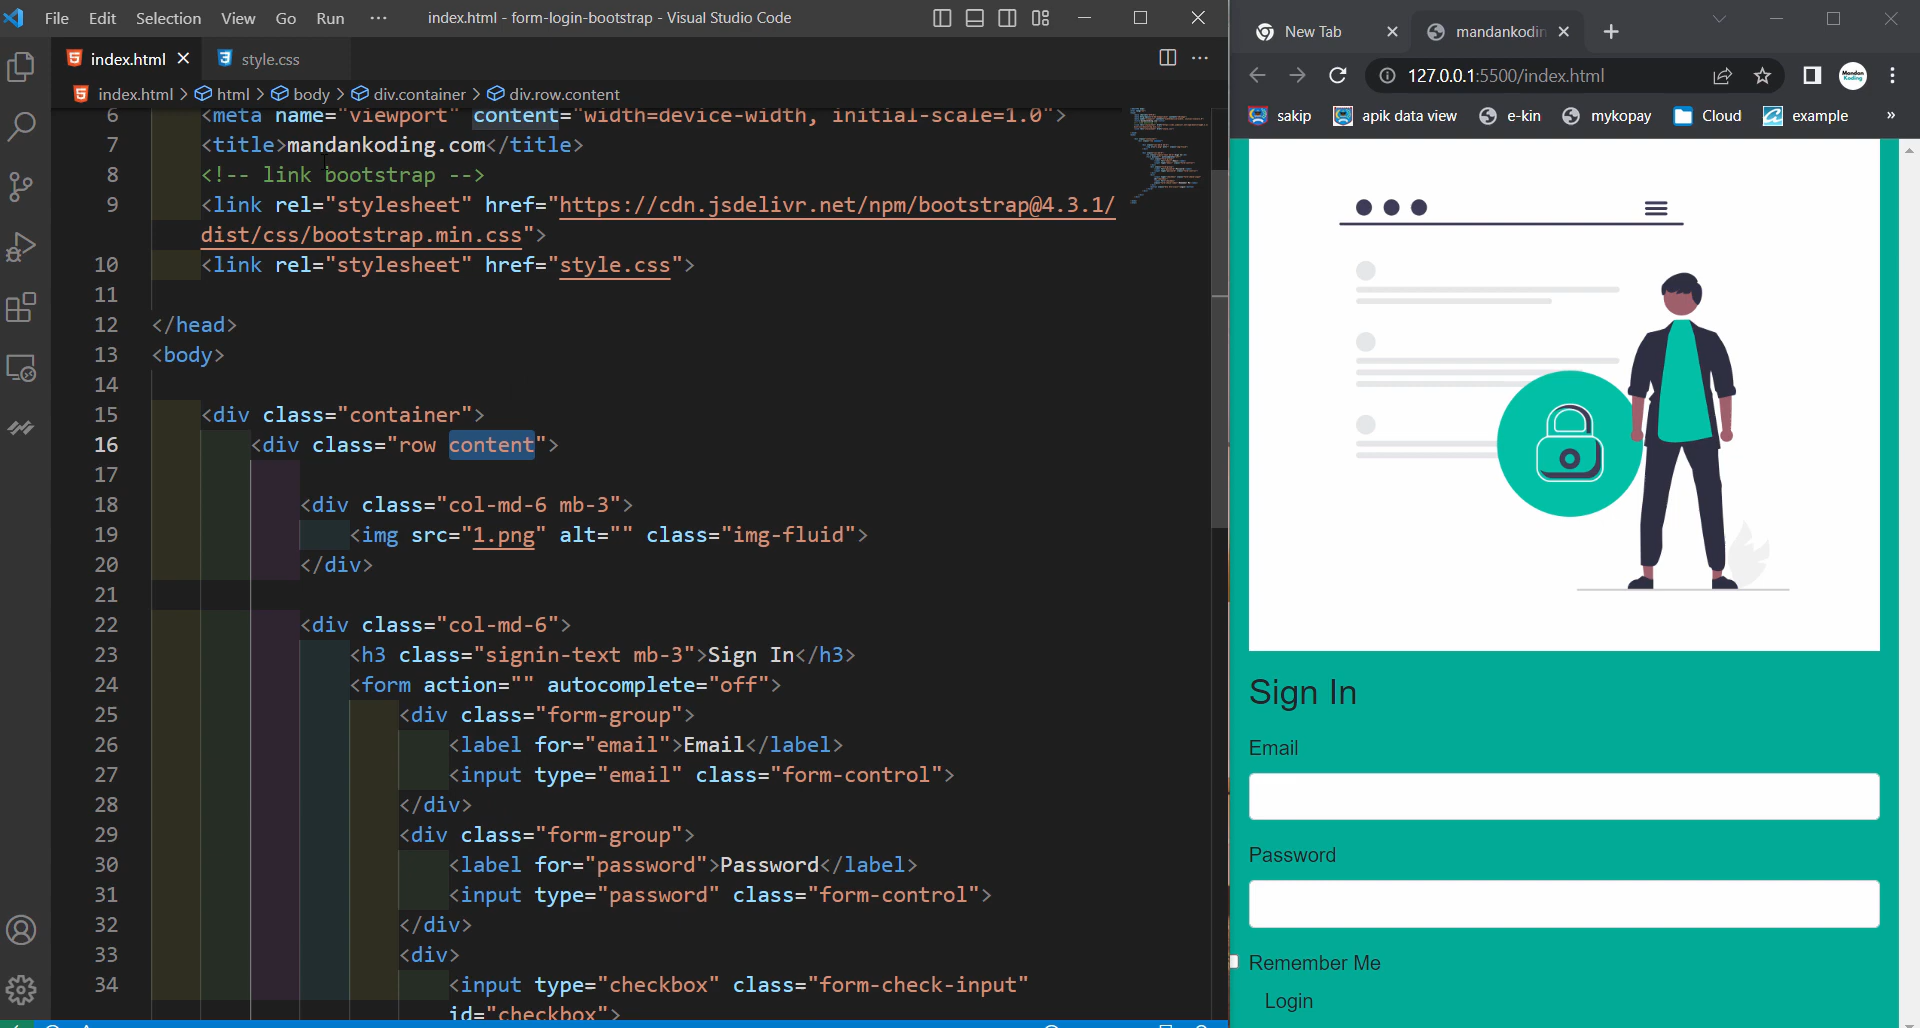 File Edit Selection View Go Run ··· index.html - form-login-bootstrap - Visual Studio Code
index.html style.css
index.html > html > body > div.container > div.row.content
6 <meta name="viewport" content="width=device-width, initial-scale=1.0">
7 <title>mandankoding.com</title>
8 <!-- link bootstrap -->
9 <link rel="stylesheet" href="https://cdn.jsdelivr.net/npm/bootstrap@4.3.1/
dist/css/bootstrap.min.css">
10 <link rel="stylesheet" href="style.css">
11
12 </head>
13 <body>
14
15 <div class="container">
16 <div class="row content">
17
18 <div class="col-md-6 mb-3">
19 <img src="1.png" alt="" class="img-fluid">
20 </div>
21
22 <div class="col-md-6">
23 <h3 class="signin-text mb-3">Sign In</h3>
24 <form action="" autocomplete="off">
25 <div class="form-group">
26 <label for="email">Email</label>
27 <input type="email" class="form-control">
28 </div>
29 <div class="form-group">
30 <label for="password">Password</label>
31 <input type="password" class="form-control">
32 </div>
33 <div>
34 <input type="checkbox" class="form-check-input"
id="checkbox">
New Tab mandankodin
127.0.0.1:5500/index.html
Mandan
Koding
sakip apik data view e-kin mykopay Cloud example »
Sign In
Email
Password
Remember Me
Login